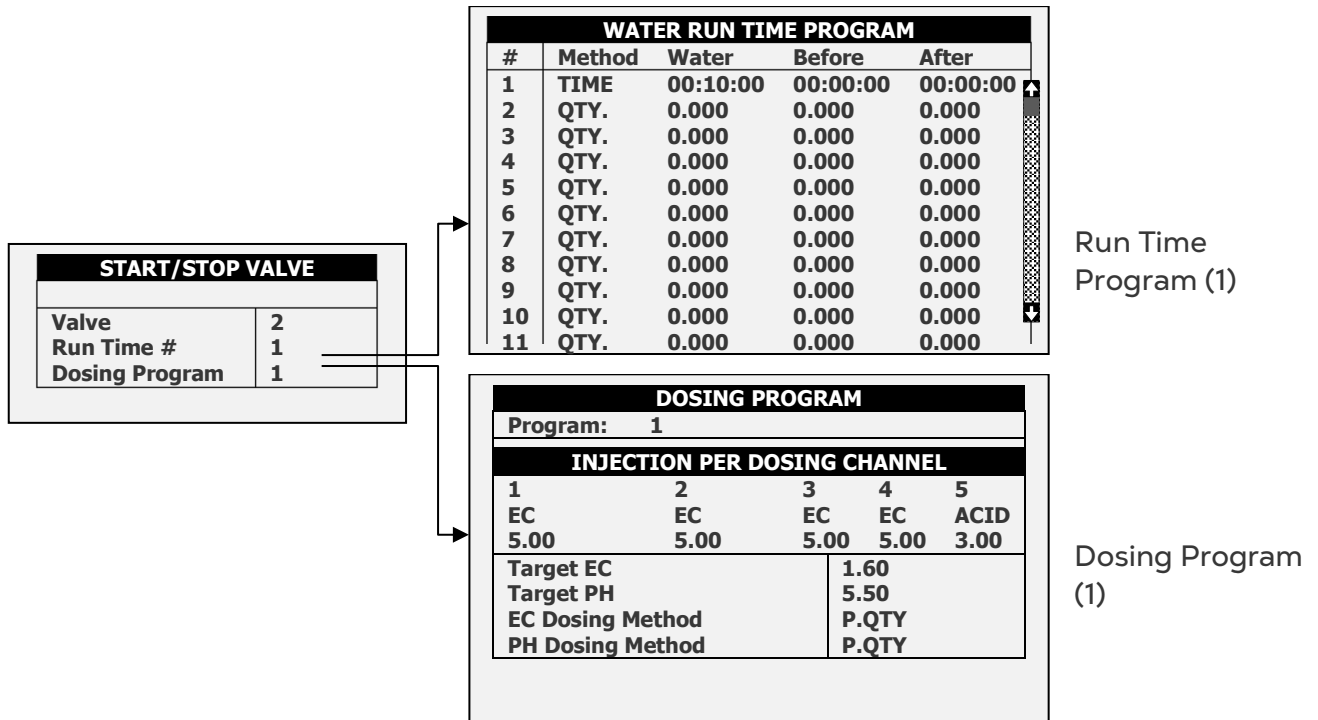 WATER RUN TIME PROGRAM
# Method Water Before After
1 TIME 00:10:00 00:00:00 00:00:00
2 QTY. 0.000 0.000 0.000
3 QTY. 0.000 0.000 0.000
4 QTY. 0.000 0.000 0.000
5 QTY. 0.000 0.000 0.000
6 QTY. 0.000 0.000 0.000
7 QTY. 0.000 0.000 0.000
8 QTY. 0.000 0.000 0.000
9 QTY. 0.000 0.000 0.000
10 QTY. 0.000 0.000 0.000
11 QTY. 0.000 0.000 0.000
Run Time
Program (1)
START/STOP VALVE
Valve 2
Run Time # 1
Dosing Program 1
DOSING PROGRAM
Program: 1
INJECTION PER DOSING CHANNEL
1 2 3 4 5
EC EC EC EC ACID
5.00 5.00 5.00 5.00 3.00
Target EC 1.60
Target PH 5.50
EC Dosing Method P.QTY
PH Dosing Method P.QTY
Dosing Program
(1)